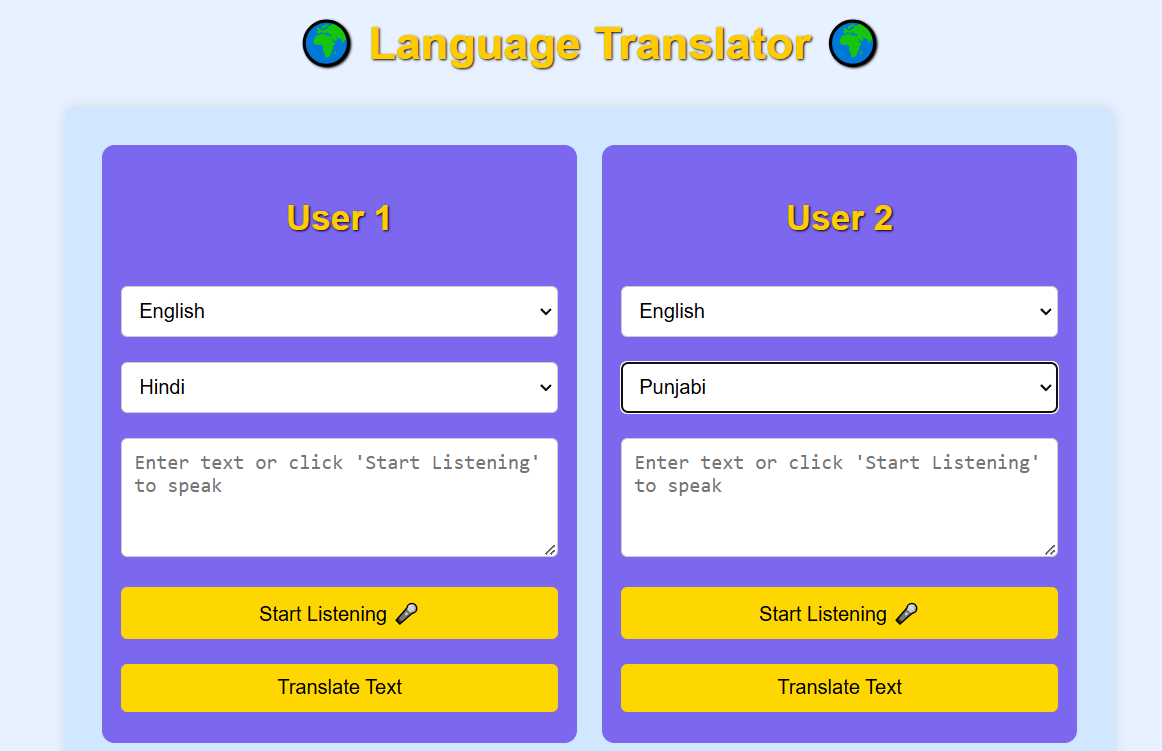 🌍 Language Translator 🌍
User 1
English
Hindi
Enter text or click 'Start Listening'
to speak
Start Listening 🎤
Translate Text
User 2
English
Punjabi
Enter text or click 'Start Listening'
to speak
Start Listening 🎤
Translate Text